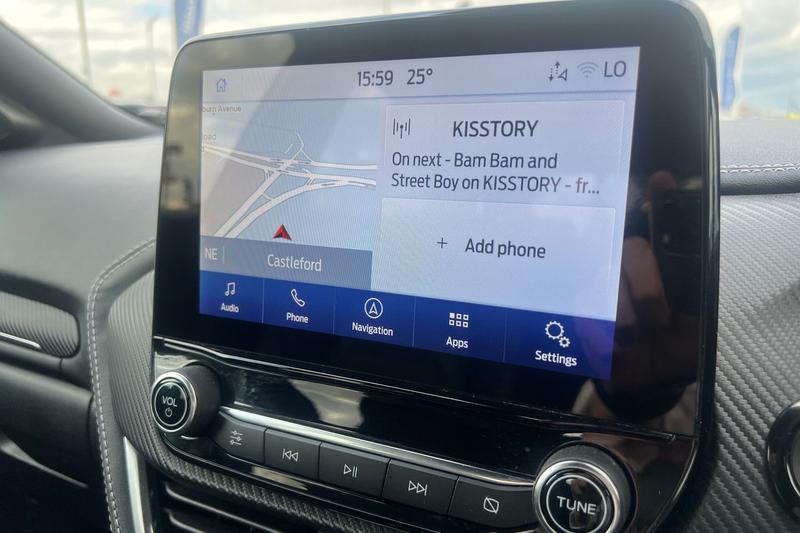 15:59 25° LO
burn Avenue
oad
KISSTORY
On next - Bam Bam and
Street Boy on KISSTORY - fr...
+ Add phone
NE
Castleford
Audio
Phone
Navigation
Apps
Settings
VOL
TUNE